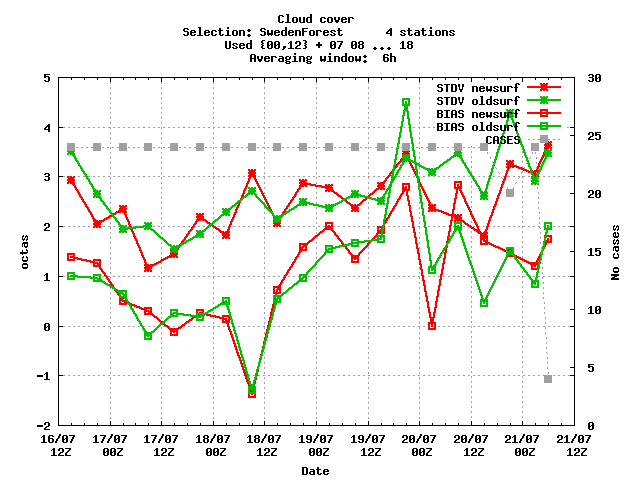 Cloud cover
Selection: SwedenForest      4 stations
Used {00,12} + 07 08 ... 18
Averaging window:  6h
STDV newsurf
STDV oldsurf
BIAS newsurf
BIAS oldsurf
CASES
5
4
3
2
1
0
-1
-2
octas
30
25
20
15
10
5
0
No cases
16/07 17/07 17/07 18/07 18/07 19/07 19/07 20/07 20/07 21/07 21/07
12Z 00Z 12Z 00Z 12Z 00Z 12Z 00Z 12Z 00Z 12Z
Date